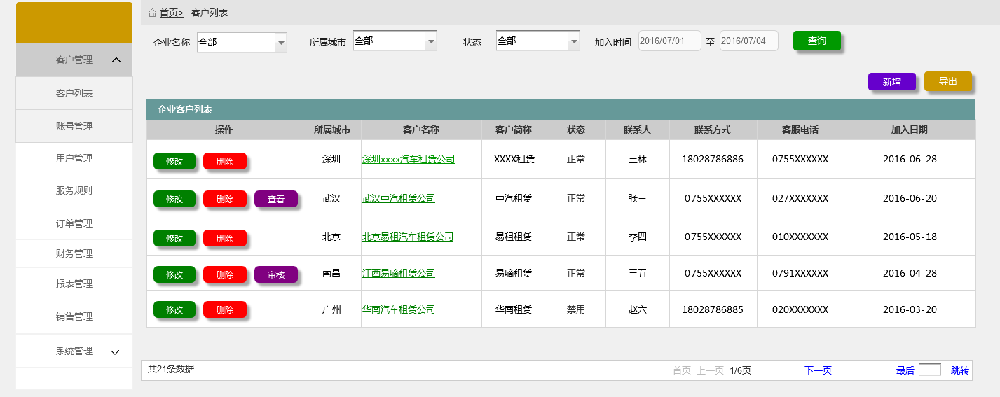 首页> 客户列表
企业名称 全部 所属城市 全部 状态 全部 加入时间 2016/07/01 至 2016/07/04 查询
新增 导出
客户管理
客户列表
账号管理
用户管理
服务规则
订单管理
财务管理
报表管理
销售管理
系统管理
企业客户列表
操作 所属城市 客户名称 客户简称 状态 联系人 联系方式 客服电话 加入日期
修改 删除 深圳 深圳xxxx汽车租赁公司 XXXX租赁 正常 王林 18028786886 0755XXXXXX 2016-06-28
修改 删除 查看 武汉 武汉中汽租赁公司 中汽租赁 正常 张三 0755XXXXXX 027XXXXXXX 2016-06-20
修改 删除 北京 北京易租汽车租赁公司 易租租赁 正常 李四 0755XXXXXX 010XXXXXXX 2016-05-18
修改 删除 审核 南昌 江西易嘀租赁公司 易嘀租赁 正常 王五 0755XXXXXX 0791XXXXXX 2016-04-28
修改 删除 广州 华南汽车租赁公司 华南租赁 禁用 赵六 18028786885 020XXXXXXX 2016-03-20
共21条数据 首页 上一页 1/6页 下一页 最后 跳转